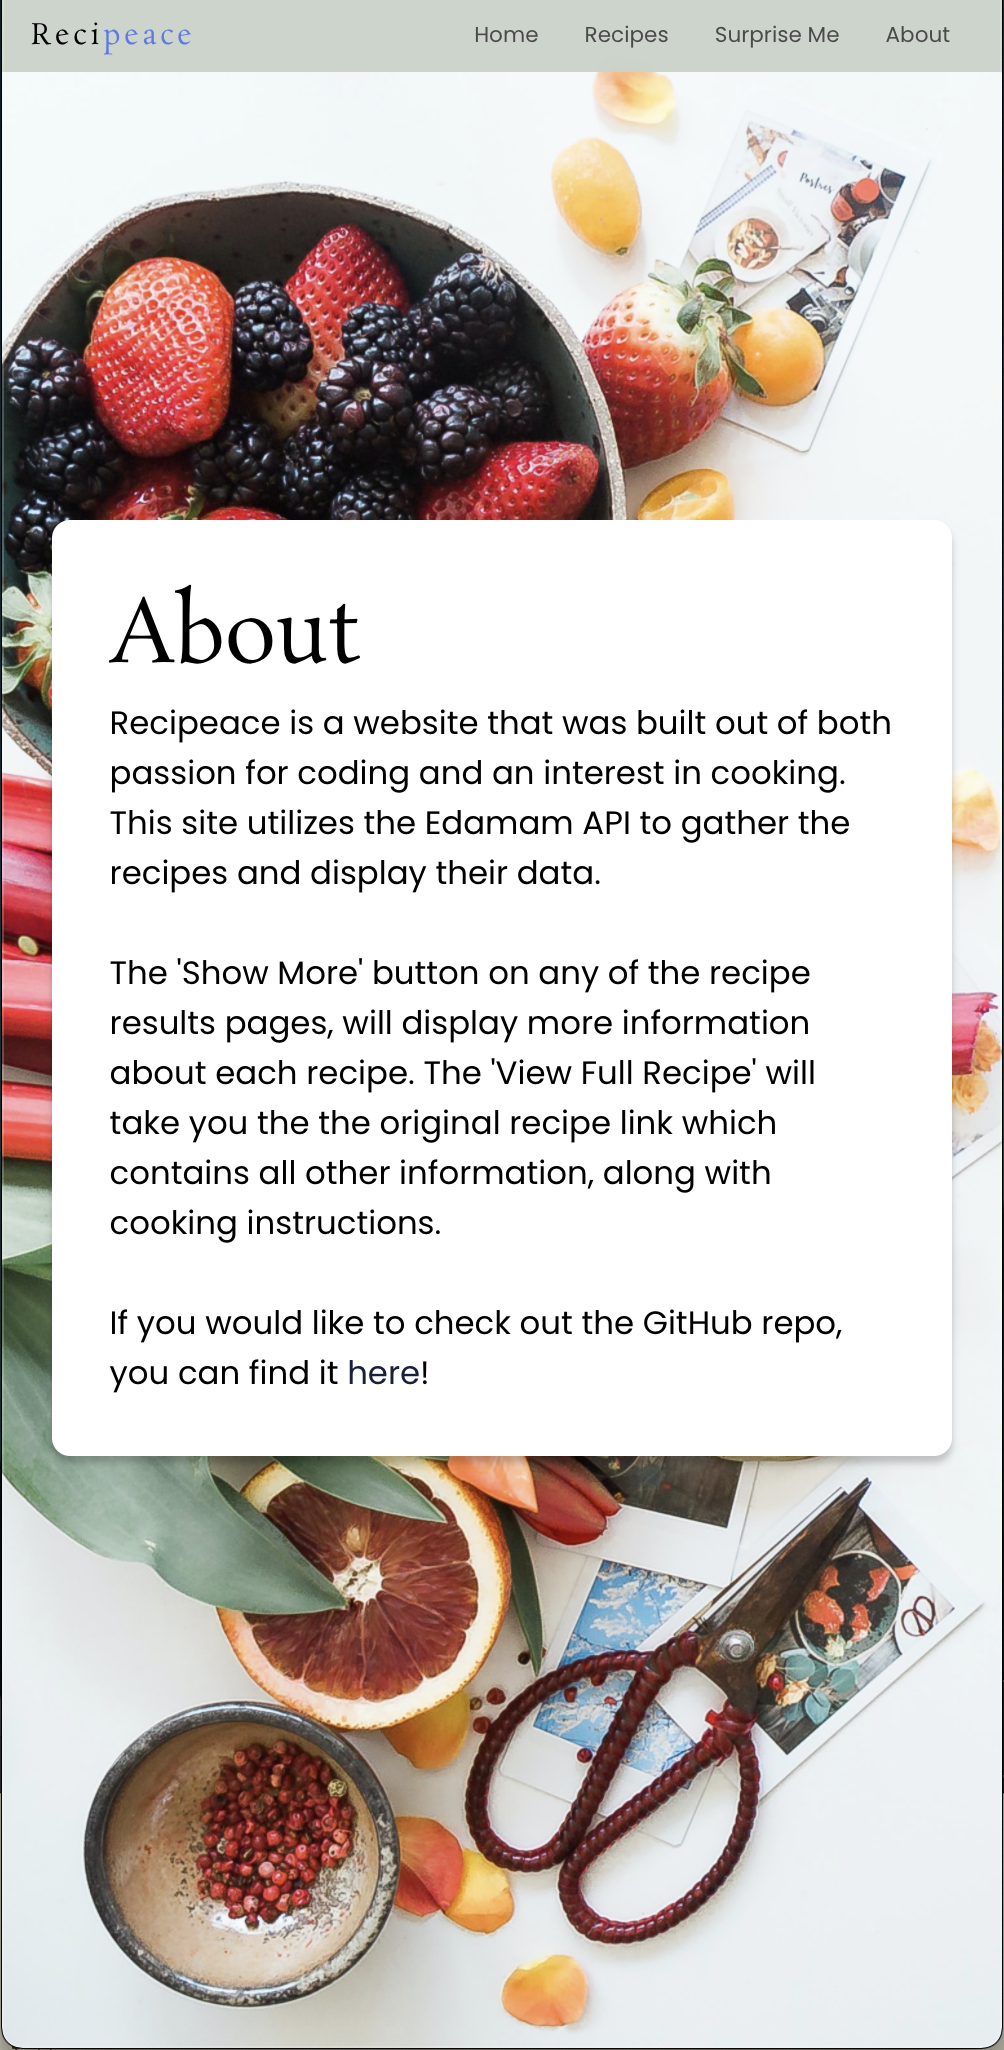 Recipeace Home Recipes Surprise Me About
Postres
About
Recipeace is a website that was built out of both
passion for coding and an interest in cooking.
This site utilizes the Edamam API to gather the
recipes and display their data.
The 'Show More' button on any of the recipe
results pages, will display more information
about each recipe. The 'View Full Recipe' will
take you the the original recipe link which
contains all other information, along with
cooking instructions.
If you would like to check out the GitHub repo,
you can find it here!